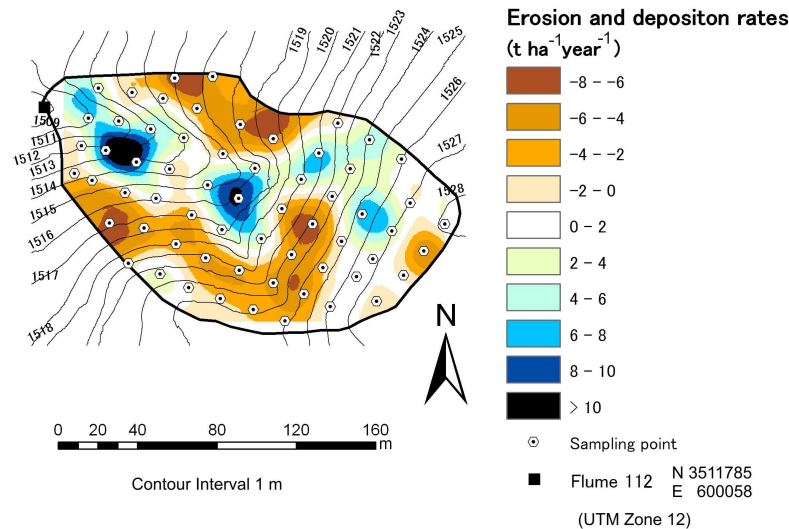 Erosion and depositon rates
(t ha⁻¹year⁻¹)
-8 - -6
-6 - -4
-4 - -2
-2 - 0
0 - 2
2 - 4
4 - 6
6 - 8
8 - 10
> 10
Sampling point
Flume 112 N 3511785
E 600058
(UTM Zone 12)
1519
1520
1521
1522
1523
1524
1525
1526
1527
1528
1509
1511
1512
1513
1514
1515
1516
1517
1518
N
0 20 40 80 120 160
m
Contour Interval 1 m